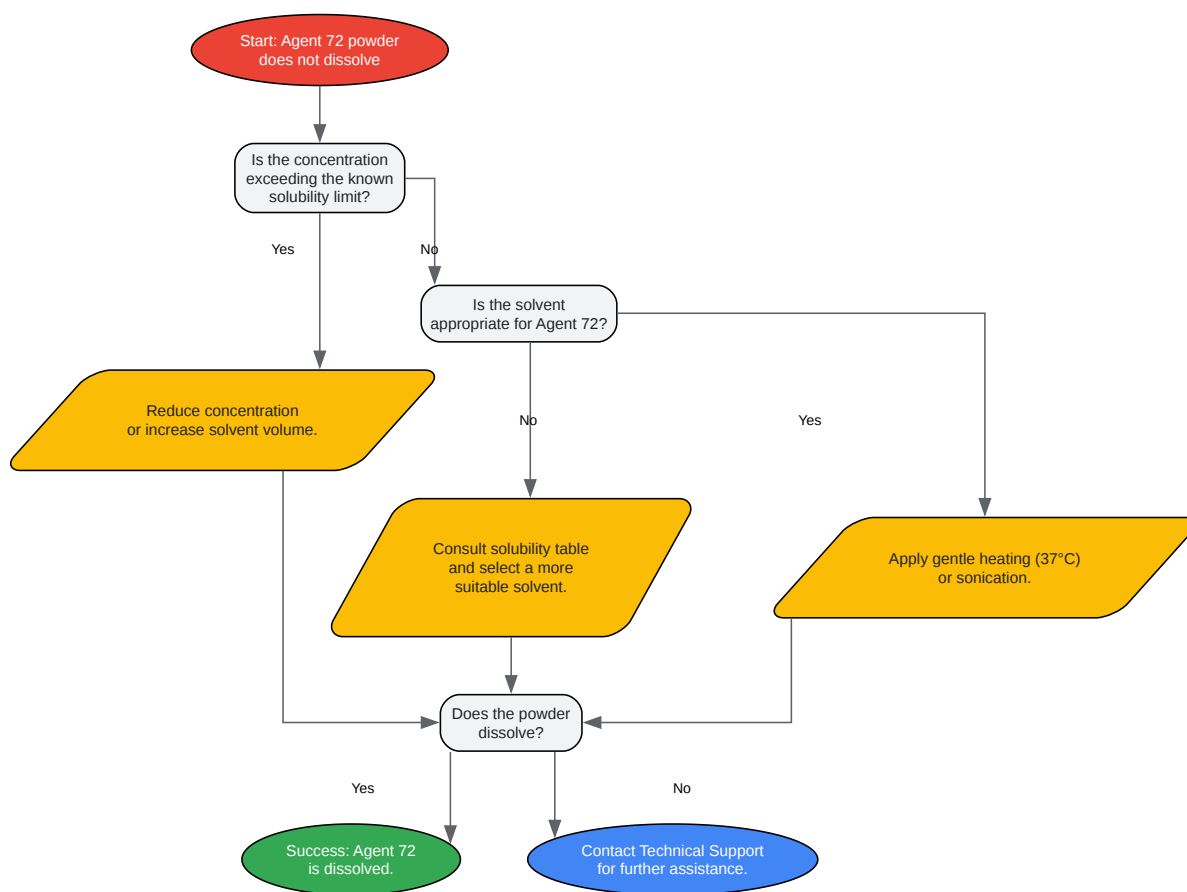 Start: Agent 72 powder
does not dissolve
Is the concentration
exceeding the known
solubility limit?
Yes
No
Is the solvent
appropriate for Agent 72?
Reduce concentration
or increase solvent volume.
No
Yes
Consult solubility table
and select a more
suitable solvent.
Apply gentle heating (37°C)
or sonication.
Does the powder
dissolve?
Yes
No
Success: Agent 72
is dissolved.
Contact Technical Support
for further assistance.